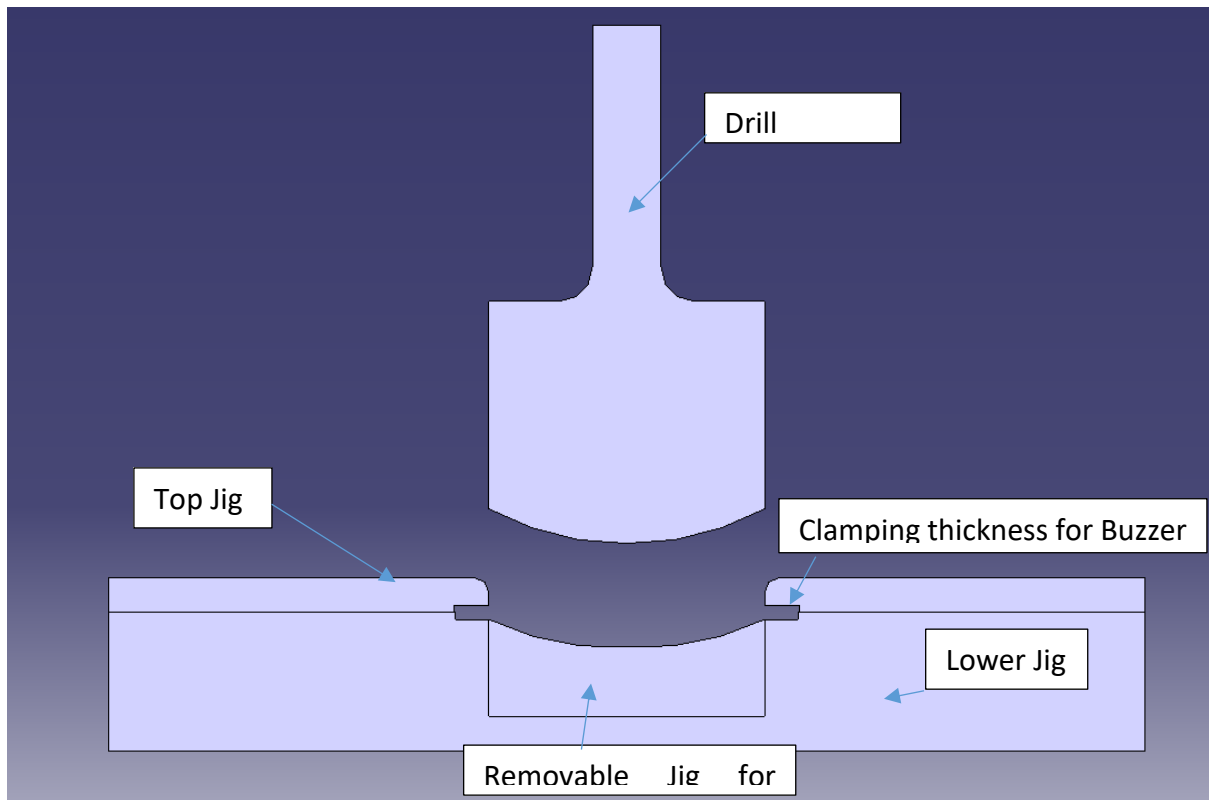 Drill
Top Jig
Clamping thickness for Buzzer
Lower Jig
Removable Jig for